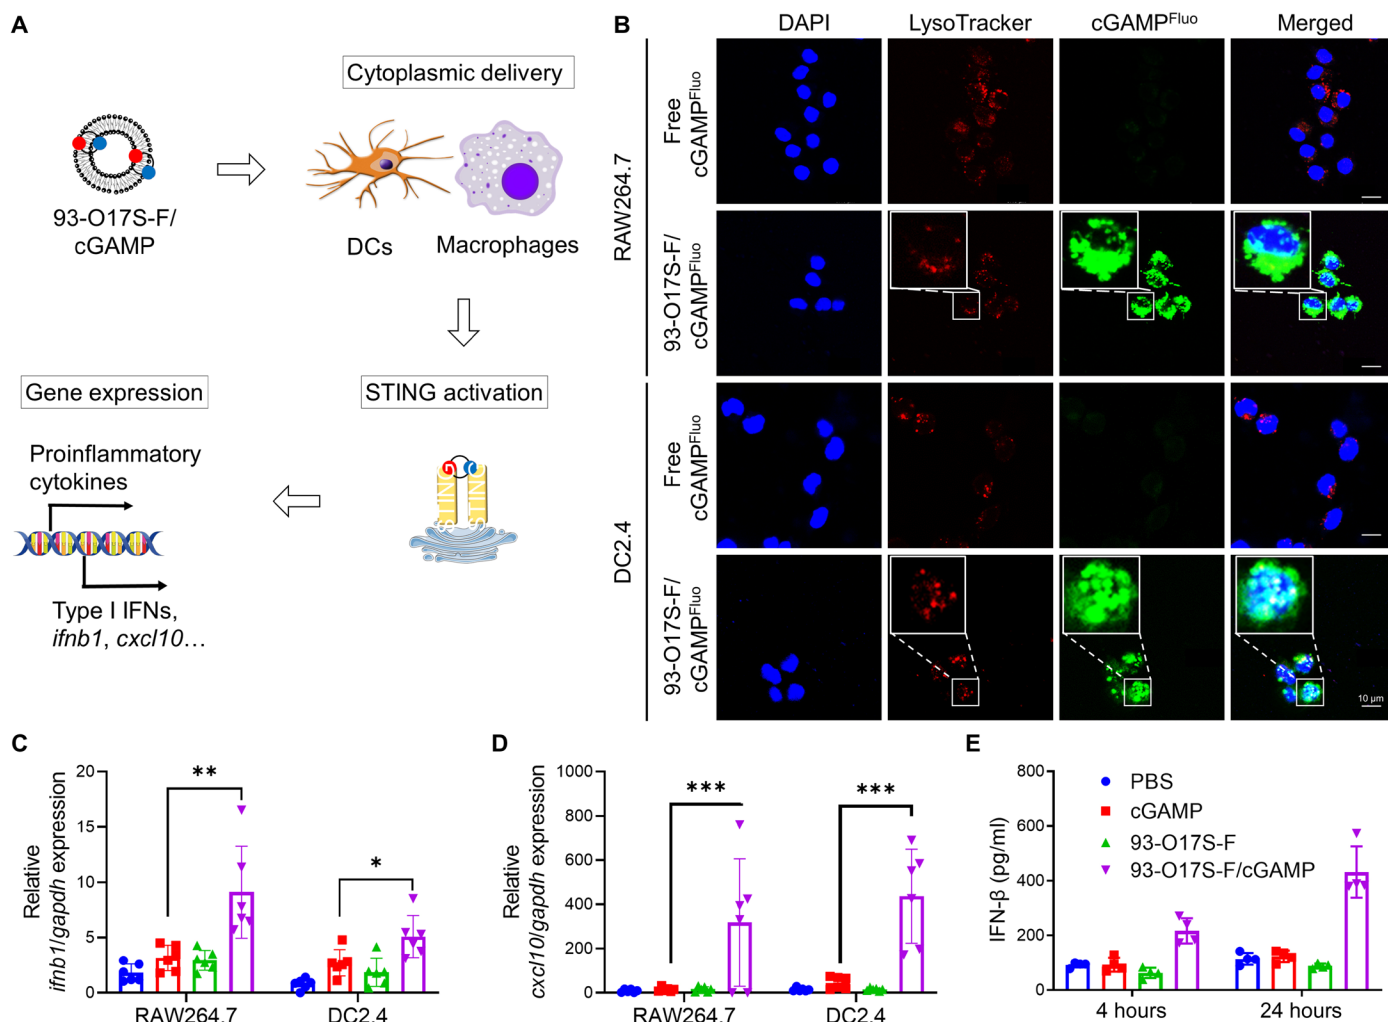 A
Cytoplasmic delivery
93-O17S-F/
cGAMP
DCs
Macrophages
Gene expression
STING activation
Proinflammatory
cytokines
STING
STING
Type I IFNs,
ifnb1, cxcl10…
B
DAPI
LysoTracker
cGAMPFluo
Merged
RAW264.7
Free
cGAMPFluo
93-O17S-F/
cGAMPFluo
DC2.4
Free
cGAMPFluo
93-O17S-F/
cGAMPFluo
10 μm
C
Relative
ifnb1/gapdh expression
20
15
10
5
0
**
*
RAW264.7
DC2.4
D
Relative
cxcl10/gapdh expression
1000
800
600
400
200
0
***
***
RAW264.7
DC2.4
E
IFN-β (pg/ml)
800
600
400
200
0
PBS
cGAMP
93-O17S-F
93-O17S-F/cGAMP
4 hours
24 hours